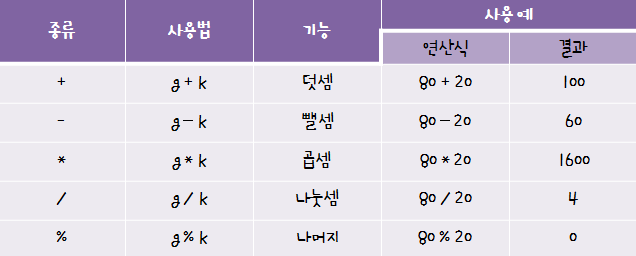 종류 사용법 기능 사용 예
연산식 결과
+ g + k 덧셈 80 + 20 100
- g - k 뺄셈 80 - 20 60
* g * k 곱셈 80 * 20 1600
/ g / k 나눗셈 80 / 20 4
% g % k 나머지 80 % 20 0